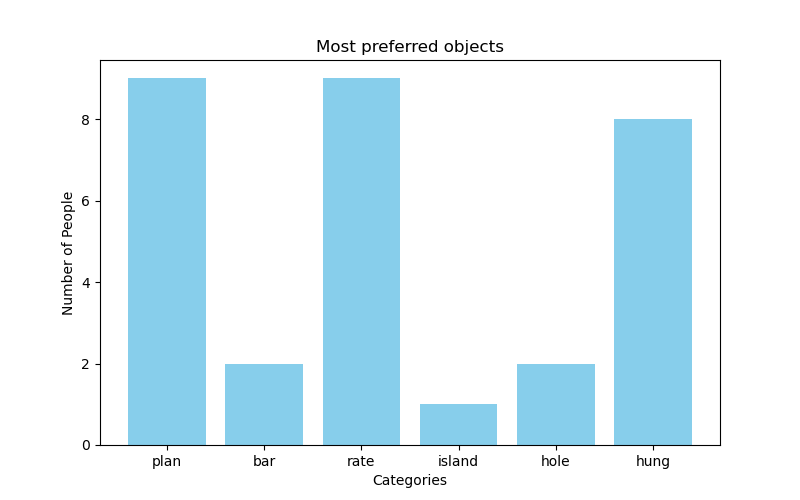 Most preferred objects
8
6
4
2
0
Number of People
plan bar rate island hole hung
Categories